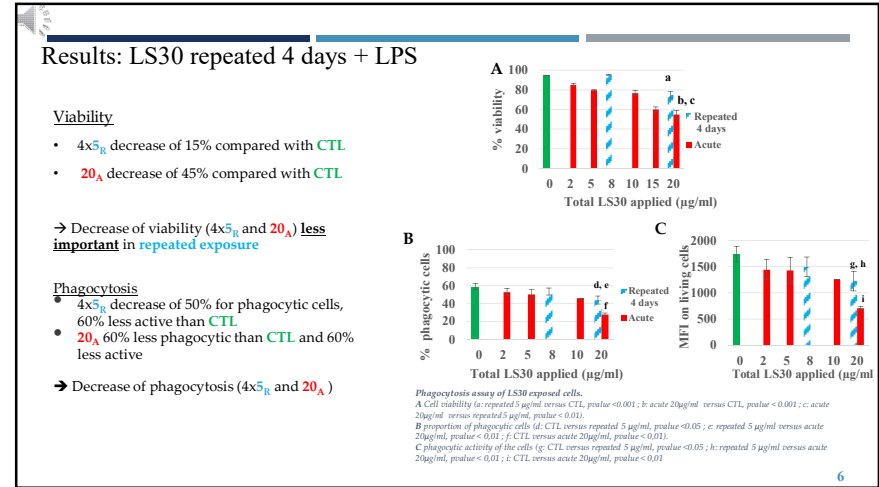 Results: LS30 repeated 4 days + LPS
Viability
• 4x5R decrease of 15% compared with CTL
• 20A decrease of 45% compared with CTL
→ Decrease of viability (4x5R and 20A) less
important in repeated exposure
Phagocytosis
• 4x5R decrease of 50% for phagocytic cells,
60% less active than CTL
• 20A 60% less phagocytic than CTL and 60%
less active
→ Decrease of phagocytosis (4x5R and 20A )
A
100
80
60
40
20
0
% viability
a
b, c
Repeated
4 days
Acute
0 2 5 8 10 15 20
Total LS30 applied (µg/ml)
B
100
80
60
40
20
0
% phagocytic cells
d, e
f
Repeated
4 days
Acute
0 2 5 8 10 20
Total LS30 applied (µg/ml)
C
2000
1500
1000
500
0
MFI on living cells
g, h
i
0 2 5 8 10 20
Total LS30 applied (µg/ml
Phagocytosis assay of LS30 exposed cells.
A Cell viability (a: repeated 5 µg/ml versus CTL, pvalue <0.001 ; b: acute 20µg/ml versus CTL, pvalue < 0.001 ; c: acute
20µg/ml versus repeated 5 µg/ml, pvalue < 0.01).
B proportion of phagocytic cells (d: CTL versus repeated 5 µg/ml, pvalue <0.05 ; e: repeated 5 µg/ml versus acute
20µg/ml, pvalue < 0,01 ; f: CTL versus acute 20µg/ml, pvalue < 0,01).
C phagocytic activity of the cells (g: CTL versus repeated 5 µg/ml, pvalue <0.05 ; h: repeated 5 µg/ml versus acute
20µg/ml, pvalue < 0,01 ; i: CTL versus acute 20µg/ml, pvalue < 0,01
6